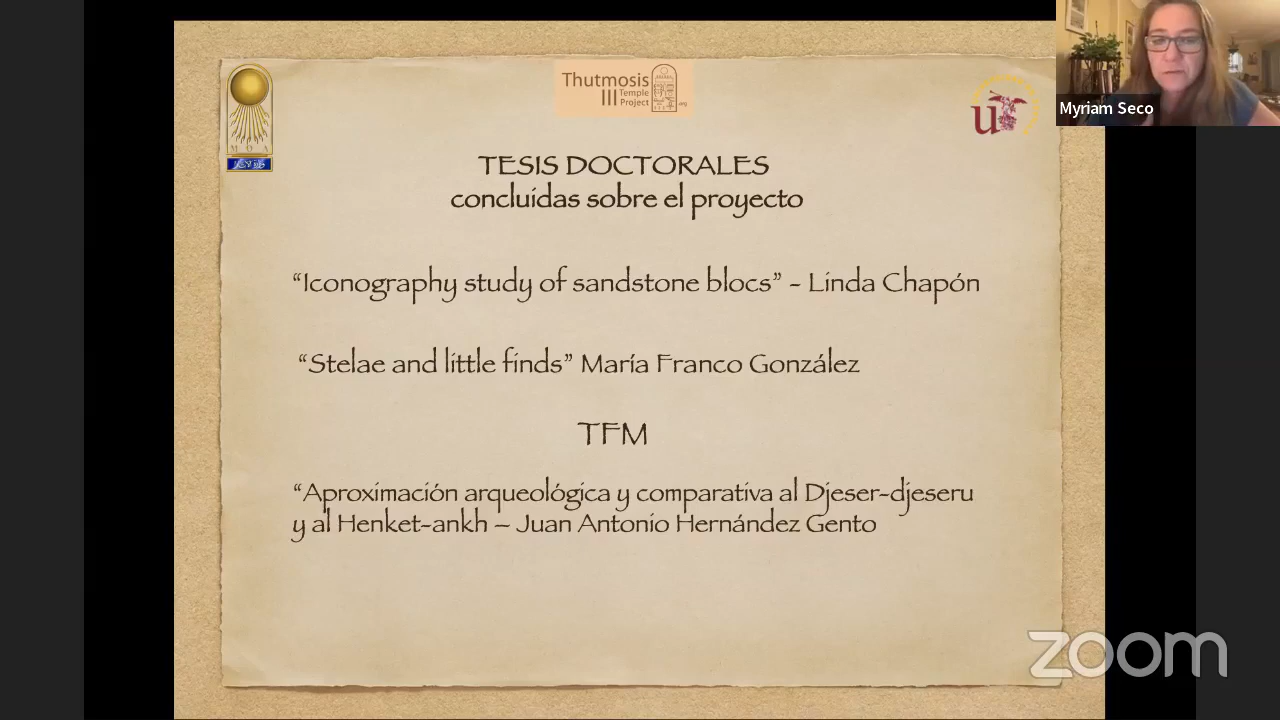 Thutmosis
III Temple
Project
MOA
Myriam Seco
TESIS DOCTORALES
concluidas sobre el proyecto
“Iconography study of sandstone blocs” - Linda Chapón
“Stelae and little finds” María Franco González
TFM
“Aproximación arqueológica y comparativa al Djeser-djeseru
y al Henket-ankh – Juan Antonio Hernández Gento
zoom